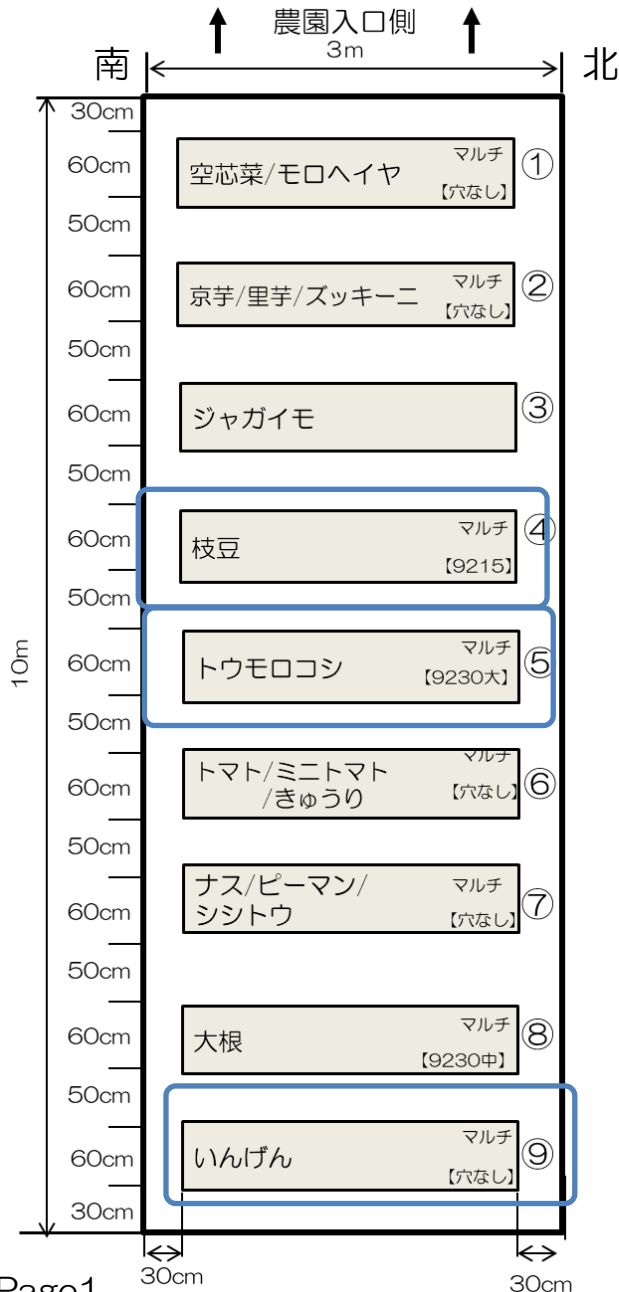 農園入口側
3m
南
北
30cm
60cm
空芯菜/モロヘイヤ
マルチ
【穴なし】
①
50cm
60cm
京芋/里芋/ズッキーニ
マルチ
【穴なし】
②
50cm
60cm
ジャガイモ
③
50cm
60cm
枝豆
マルチ
【9215】
④
50cm
10m
60cm
トウモロコシ
マルチ
【9230大】
⑤
50cm
60cm
トマト/ミニトマト
/きゅうり
マルチ
【穴なし】
⑥
50cm
60cm
ナス/ピーマン/
シシトウ
マルチ
【穴なし】
⑦
50cm
60cm
大根
マルチ
【9230中】
⑧
50cm
60cm
いんげん
マルチ
【穴なし】
⑨
30cm
30cm
30cm
Page1